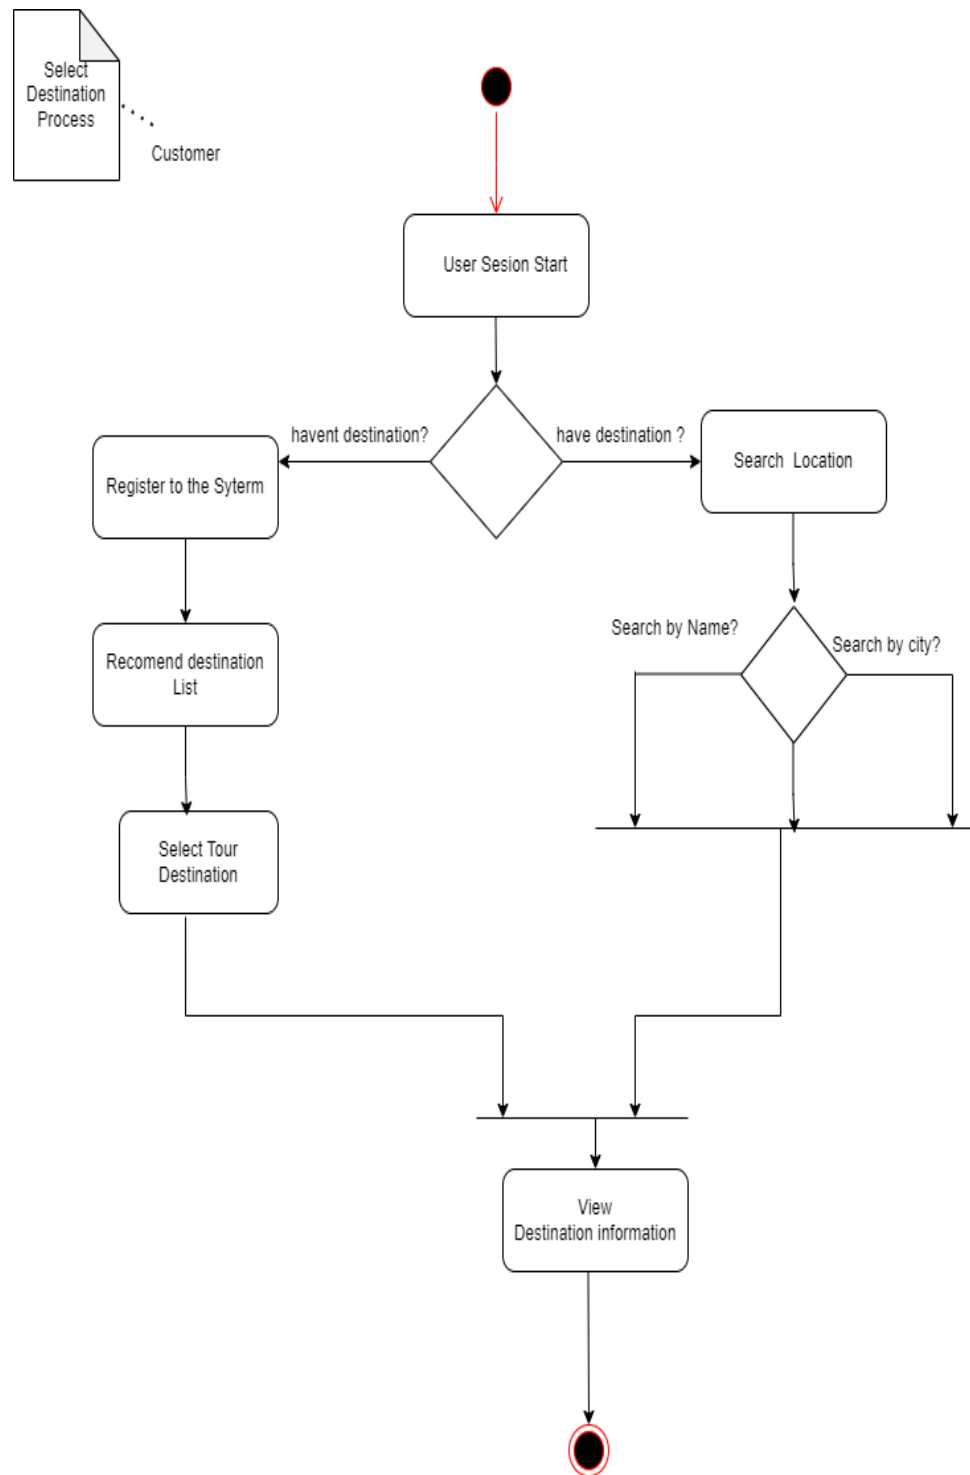 Select
Destination
Process
Customer
User Sesion Start
havent destination?
have destination ?
Search Location
Register to the Syterm
Search by Name?
Search by city?
Recomend destination
List
Select Tour
Destination
View
Destination information